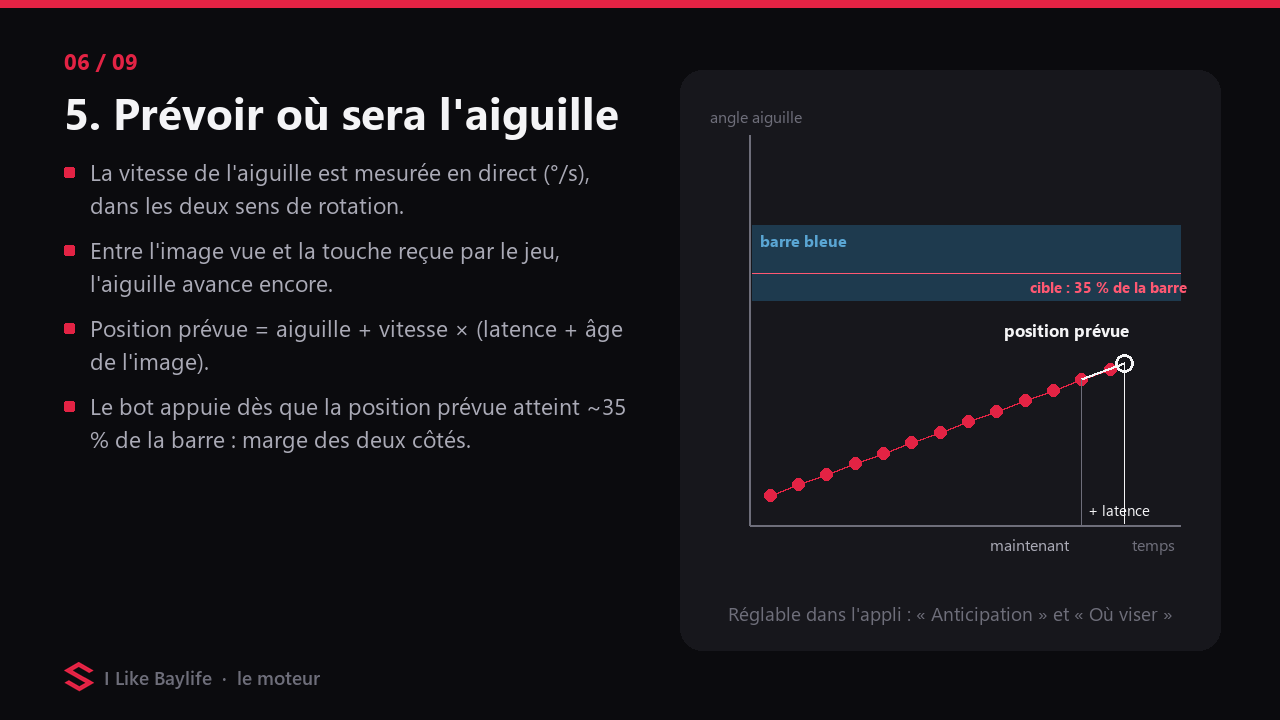 06 / 09
5. Prévoir où sera l'aiguille
La vitesse de l'aiguille est mesurée en direct (°/s),
dans les deux sens de rotation.
Entre l'image vue et la touche reçue par le jeu,
l'aiguille avance encore.
Position prévue = aiguille + vitesse × (latence + âge
de l'image).
Le bot appuie dès que la position prévue atteint ~35
% de la barre : marge des deux côtés.
angle aiguille
barre bleue
cible : 35 % de la barre
position prévue
+ latence
maintenant
temps
Réglable dans l'appli : « Anticipation » et « Où viser »
I Like Baylife · le moteur